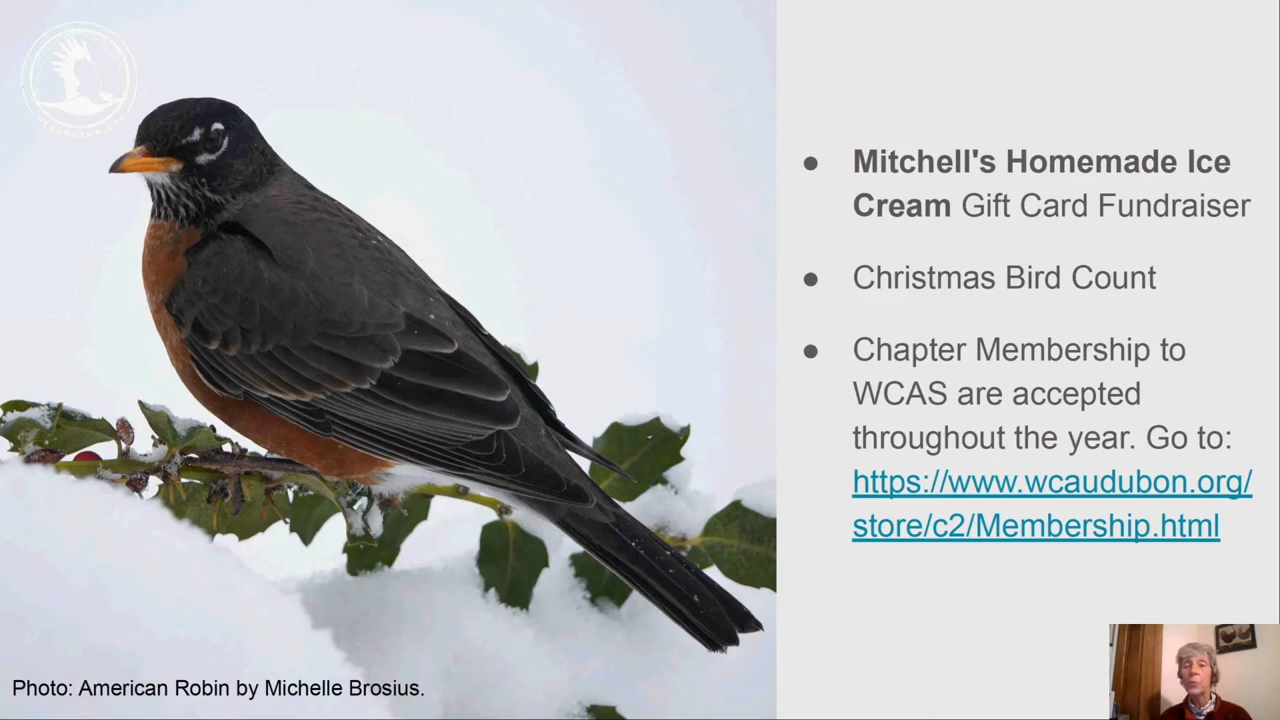 ● Mitchell's Homemade Ice
Cream Gift Card Fundraiser
● Christmas Bird Count
● Chapter Membership to
WCAS are accepted
throughout the year. Go to:
https://www.wcaudubon.org/
store/c2/Membership.html
Photo: American Robin by Michelle Brosius.